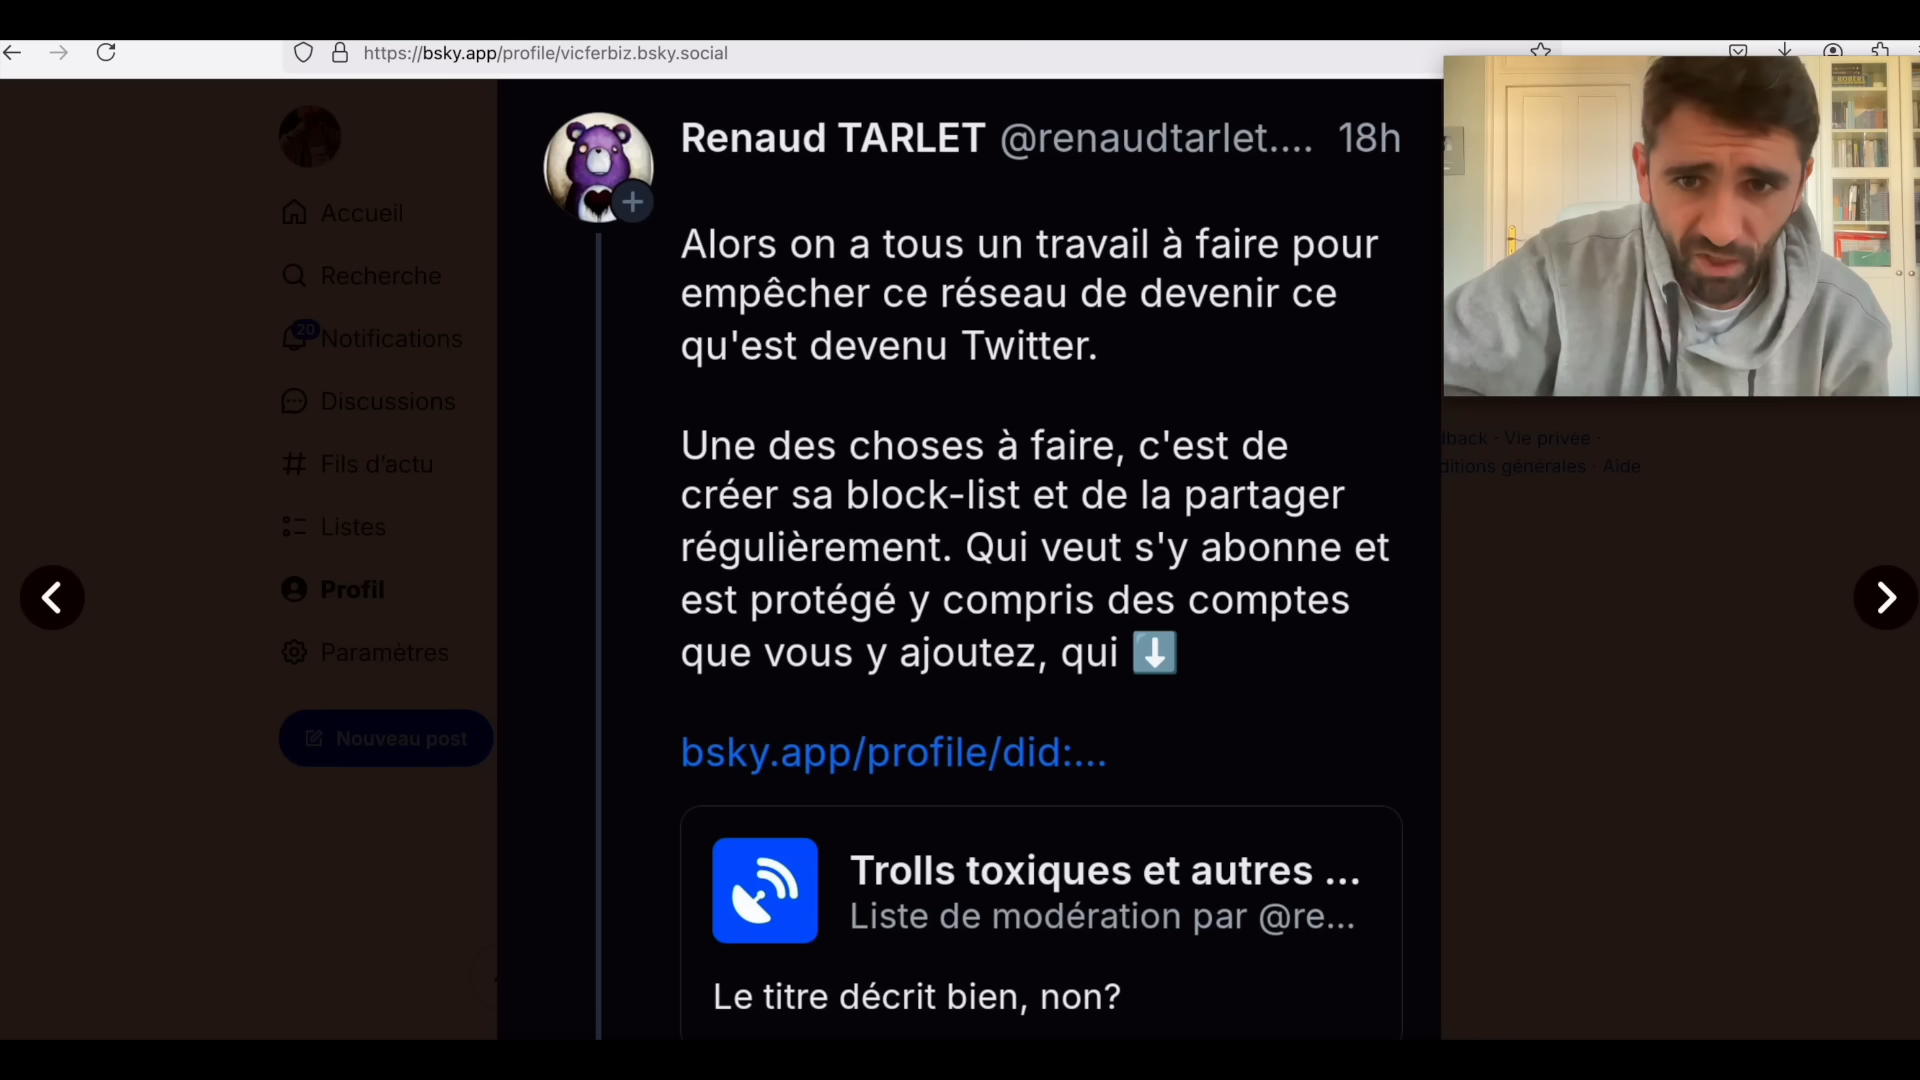 https://bsky.app/profile/vicferbiz.bsky.social
Accueil
Recherche
20
Notifications
Discussions
Fils d'actu
Listes
Profil
Paramètres
Nouveau post
Renaud TARLET @renaudtarlet.... 18h
Alors on a tous un travail à faire pour
empêcher ce réseau de devenir ce
qu'est devenu Twitter.
Une des choses à faire, c'est de
créer sa block-list et de la partager
régulièrement. Qui veut s'y abonne et
est protégé y compris des comptes
que vous y ajoutez, qui ⬇️
bsky.app/profile/did:...
Trolls toxiques et autres ...
Liste de modération par @re...
Le titre décrit bien, non?
Vie privée ·
générales · Aide